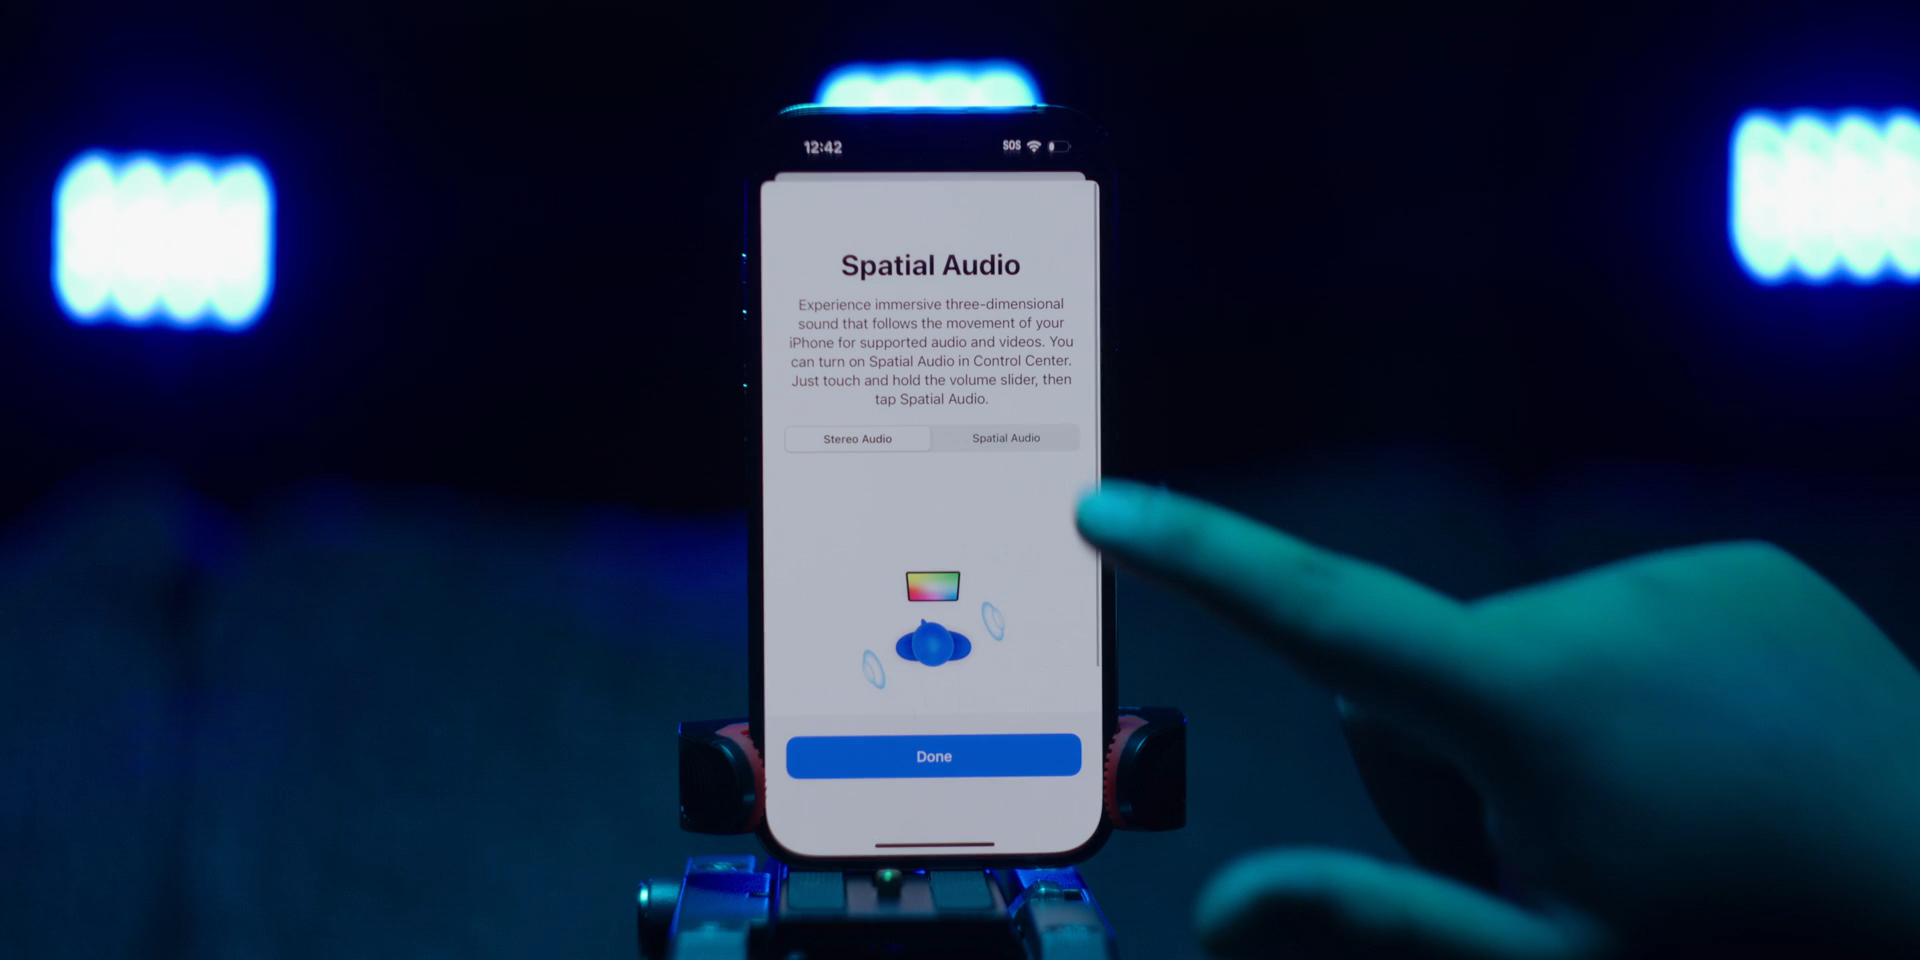 12:42
SOS
Spatial Audio
Experience immersive three-dimensional
sound that follows the movement of your
iPhone for supported audio and videos. You
can turn on Spatial Audio in Control Center.
Just touch and hold the volume slider, then
tap Spatial Audio.
Stereo Audio
Spatial Audio
Done